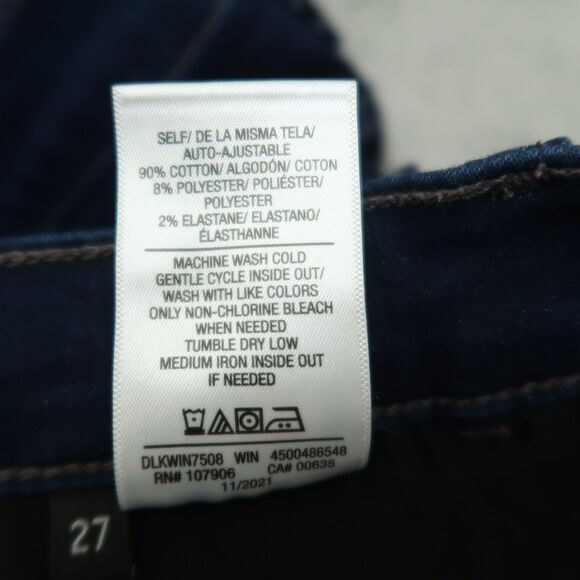 SELF/ DE LA MISMA TELA/
AUTO-AJUSTABLE
90% COTTON/ ALGODÓN/ COTON
8% POLYESTER/ POLIÉSTER/
POLYESTER
2% ELASTANE/ ELASTANO/
ÉLASTHANNE
MACHINE WASH COLD
GENTLE CYCLE INSIDE OUT/
WASH WITH LIKE COLORS
ONLY NON-CHLORINE BLEACH
WHEN NEEDED
TUMBLE DRY LOW
MEDIUM IRON INSIDE OUT
IF NEEDED
DLKWIN7508 WIN 4500486548
RN# 107906 CA# 00635
11/2021
27